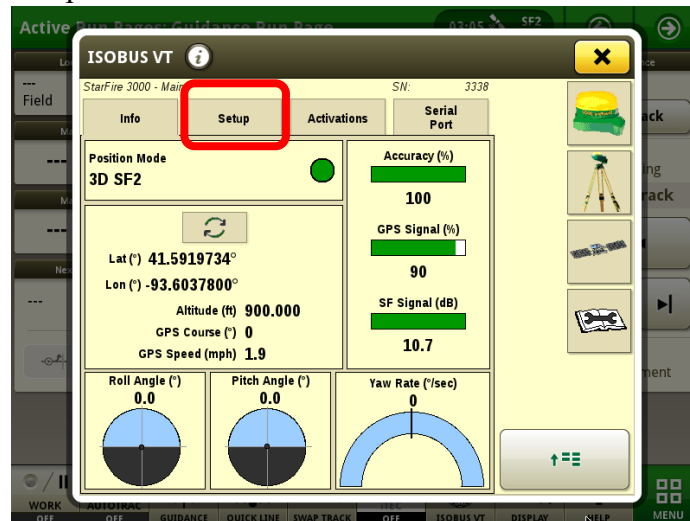 Active Run Pages: Guidance Run Page
03:05
SF2
ISOBUS VT
i
StarFire 3000 - Main
SN: 3338
Info
Setup
Activations
Serial
Port
Field
---
Position Mode
3D SF2
Accuracy (%)
100
GPS Signal (%)
90
SF Signal (dB)
10.7
Lat (°) 41.5919734°
Lon (°) -93.6037800°
Altitude (ft) 900.000
GPS Course (°) 0
GPS Speed (mph) 1.9
---
---
Nex
---
Roll Angle (°)
0.0
Pitch Angle (°)
0.0
Yaw Rate (°/sec)
0
ack
ing
rack
ment
WORK
OFF
AUTOTRAC
OFF
GUIDANCE
QUICK LINE
SWAP TRACK
OFF
ISOBUS VT
DISPLAY
HELP
MENU